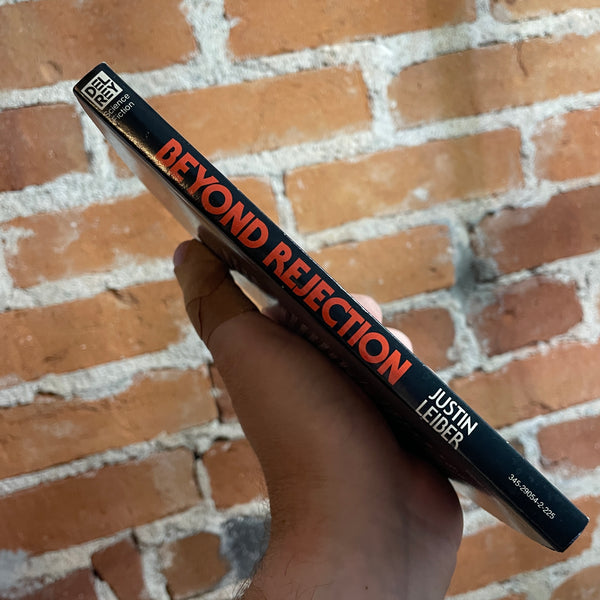 DEL
REY
Science
Fiction
BEYOND REJECTION
JUSTIN
LEIBER
345-29054-2-225